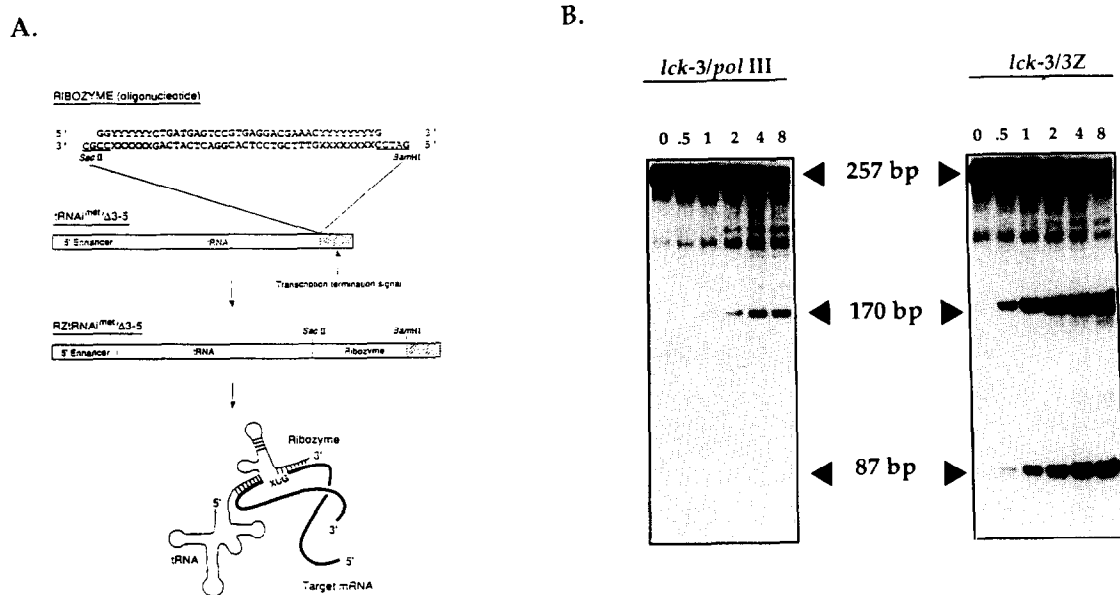 A.
RIBOZYME (oligonucleotide)
5' GGYYYYYYCTGATGAGTCCGTGAGGACGAAACYYYYYYYYG 3'
3' CGCCXXXXXXGACTACTCAGGCACTCCTGCTTTGXXXXXXXXCCTAG 5'
Sac II BamHI
tRNAi^met/Δ3-5
5' Enhancer tRNA
Transcription termination signal
RZtRNAi^met/Δ3-5 Sac II BamHI
5' Enhancer tRNA Ribozyme
Ribozyme
3'
XUG
5'
3'
tRNA
5'
Target mRNA
B.
lck-3/pol III lck-3/3Z
0 .5 1 2 4 8 0 .5 1 2 4 8
257 bp
170 bp
87 bp